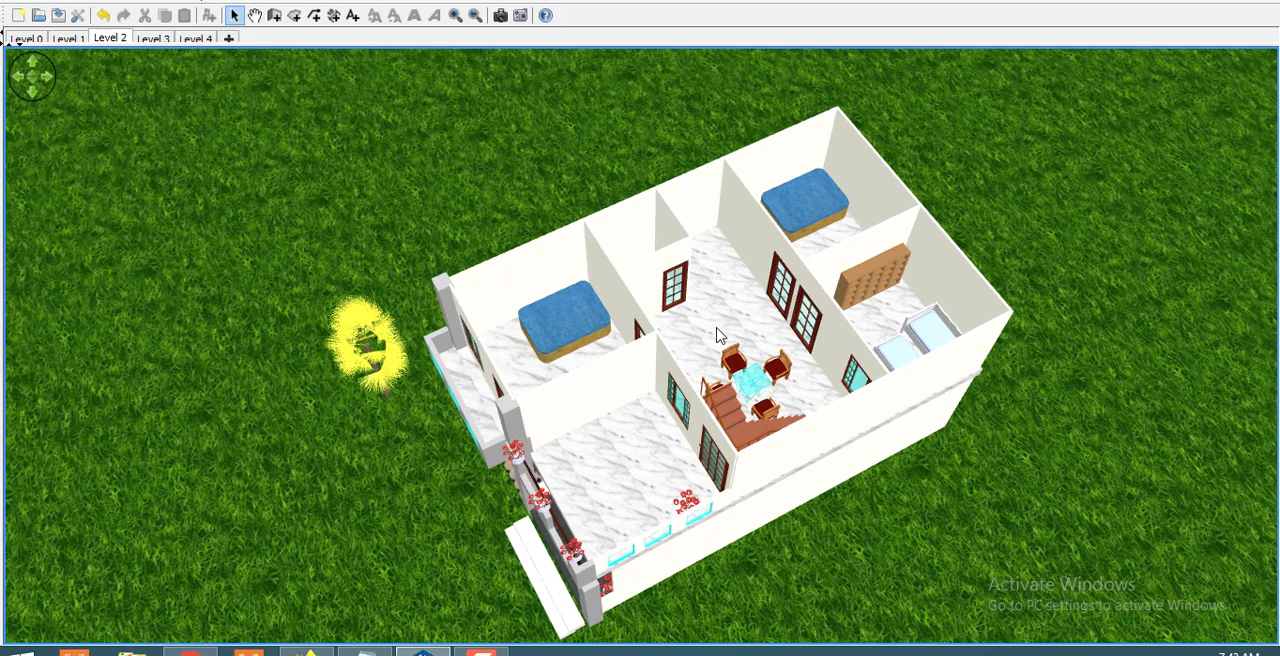 Level 0 Level 1 Level 2 Level 3 Level 4
Activate Windows
Go to PC settings to activate Windows.